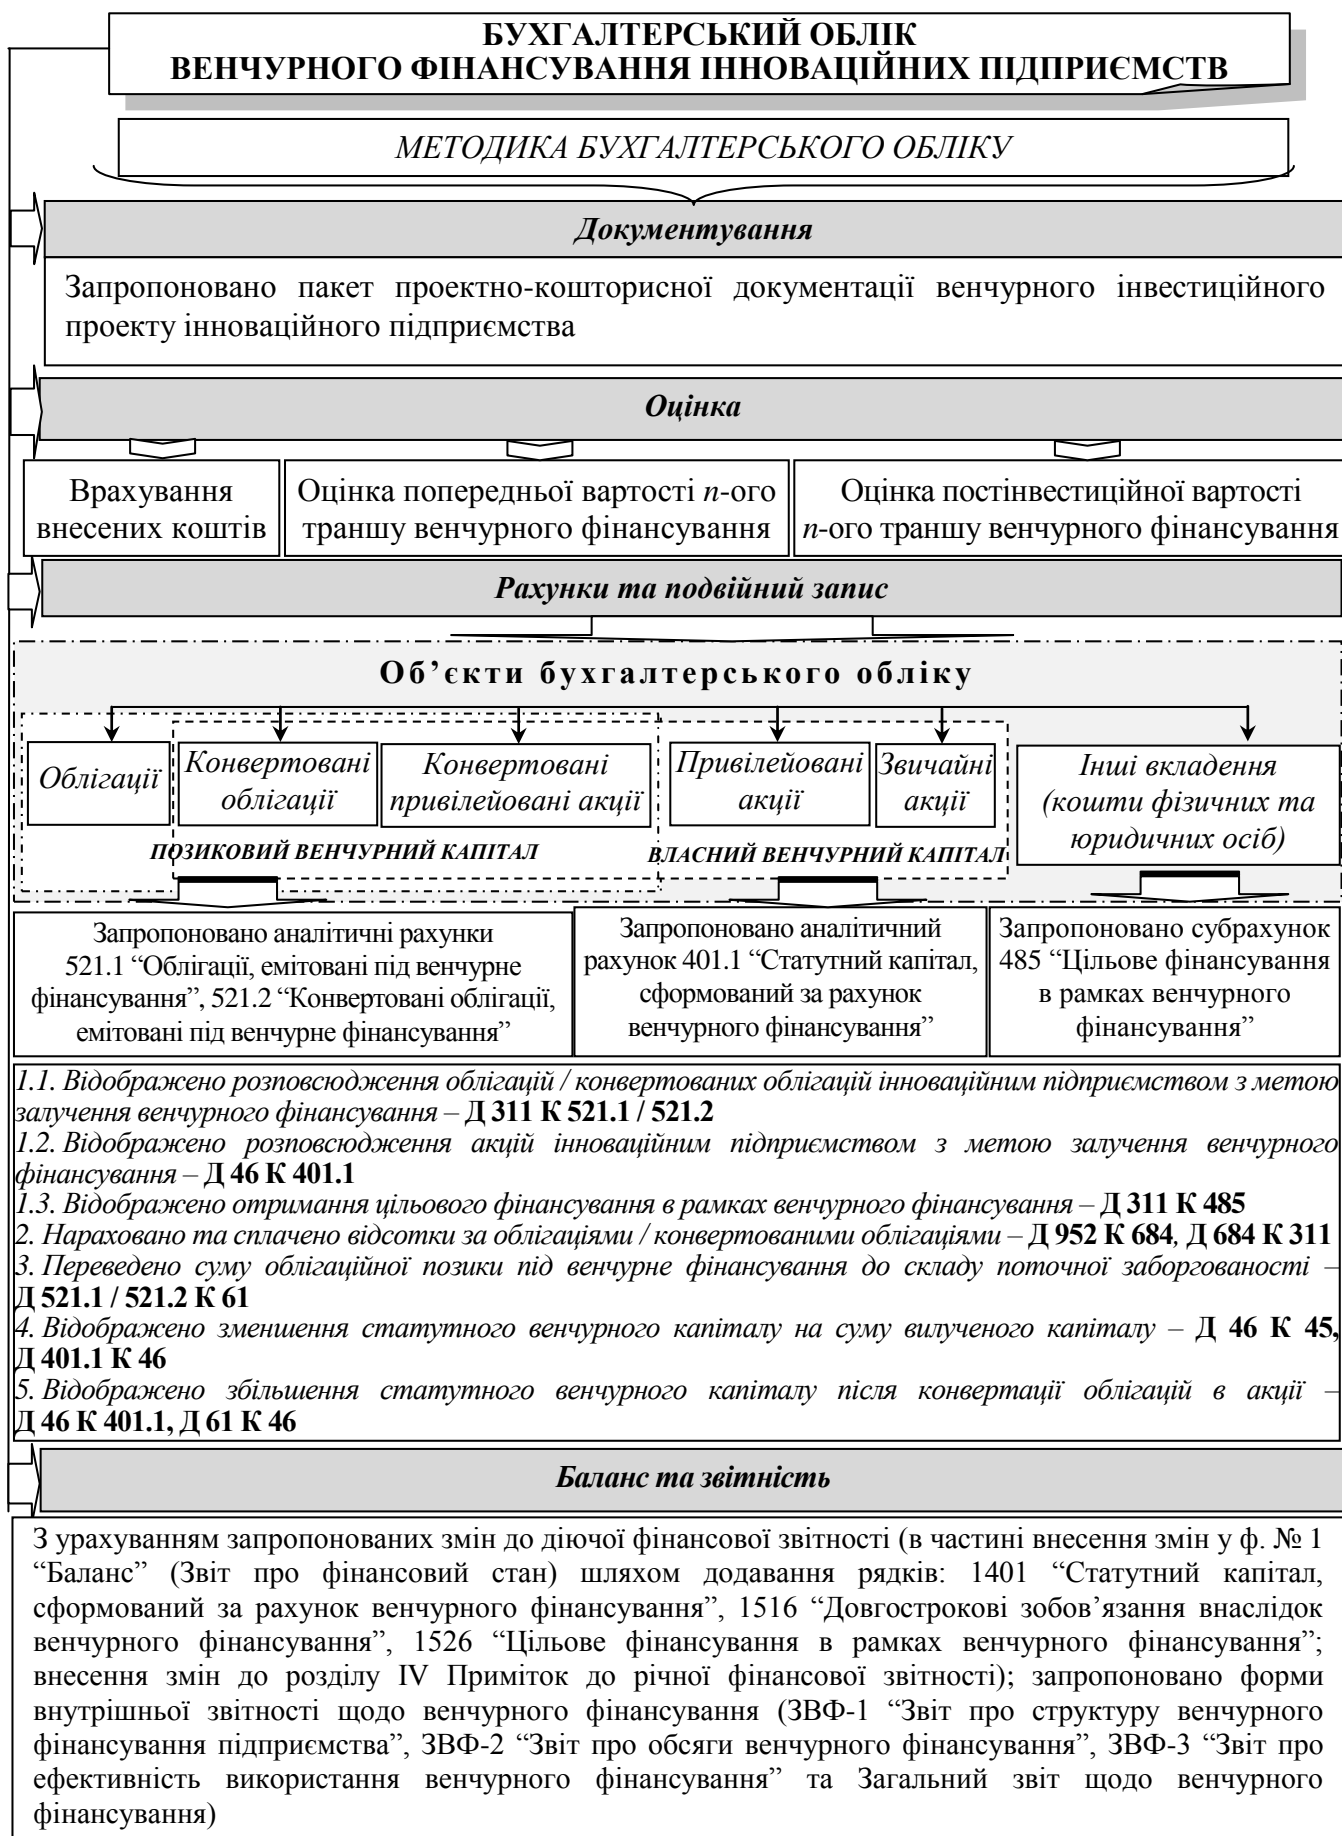 БУХГАЛТЕРСЬКИЙ ОБЛІК
ВЕНЧУРНОГО ФІНАНСУВАННЯ ІННОВАЦІЙНИХ ПІДПРИЄМСТВ
МЕТОДИКА БУХГАЛТЕРСЬКОГО ОБЛІКУ
Документування
Запропоновано пакет проектно-кошторисної документації венчурного інвестиційного
проекту інноваційного підприємства
Оцінка
Врахування
внесених коштів
Оцінка попередньої вартості n-ого
траншу венчурного фінансування
Оцінка постінвестиційної вартості
n-ого траншу венчурного фінансування
Рахунки та подвійний запис
Об’єкти бухгалтерського обліку
Облігації
Конвертовані
облігації
Конвертовані
привілейовані акції
Привілейовані
акції
Звичайні
акції
Інші вкладення
(кошти фізичних та
юридичних осіб)
ПОЗИКОВИЙ ВЕНЧУРНИЙ КАПІТАЛ
ВЛАСНИЙ ВЕНЧУРНИЙ КАПІТАЛ
Запропоновано аналітичні рахунки
521.1 “Облігації, емітовані під венчурне
фінансування”, 521.2 “Конвертовані облігації,
емітовані під венчурне фінансування”
Запропоновано аналітичний
рахунок 401.1 “Статутний капітал,
сформований за рахунок
венчурного фінансування”
Запропоновано субрахунок
485 “Цільове фінансування
в рамках венчурного
фінансування”
1.1. Відображено розповсюдження облігацій / конвертованих облігацій інноваційним підприємством з метою
залучення венчурного фінансування – Д 311 К 521.1 / 521.2
1.2. Відображено розповсюдження акцій інноваційним підприємством з метою залучення венчурного
фінансування – Д 46 К 401.1
1.3. Відображено отримання цільового фінансування в рамках венчурного фінансування – Д 311 К 485
2. Нараховано та сплачено відсотки за облігаціями / конвертованими облігаціями – Д 952 К 684, Д 684 К 311
3. Переведено суму облігаційної позики під венчурне фінансування до складу поточної заборгованості –
Д 521.1 / 521.2 К 61
4. Відображено зменшення статутного венчурного капіталу на суму вилученого капіталу – Д 46 К 45,
Д 401.1 К 46
5. Відображено збільшення статутного венчурного капіталу після конвертації облігацій в акції –
Д 46 К 401.1, Д 61 К 46
Баланс та звітність
З урахуванням запропонованих змін до діючої фінансової звітності (в частині внесення змін у ф. № 1
“Баланс” (Звіт про фінансовий стан) шляхом додавання рядків: 1401 “Статутний капітал,
сформований за рахунок венчурного фінансування”, 1516 “Довгострокові зобов’язання внаслідок
венчурного фінансування”, 1526 “Цільове фінансування в рамках венчурного фінансування”;
внесення змін до розділу IV Приміток до річної фінансової звітності); запропоновано форми
внутрішньої звітності щодо венчурного фінансування (ЗВФ-1 “Звіт про структуру венчурного
фінансування підприємства”, ЗВФ-2 “Звіт про обсяги венчурного фінансування”, ЗВФ-3 “Звіт про
ефективність використання венчурного фінансування” та Загальний звіт щодо венчурного
фінансування)